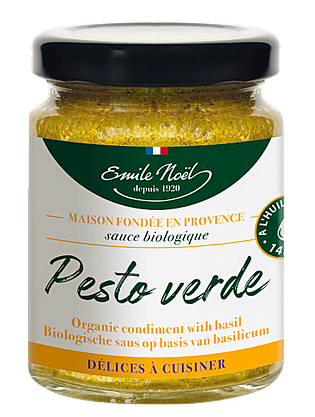 Emile Noël
depuis 1920
MAISON FONDÉE EN PROVENCE
sauce biologique
Pesto verde
Organic condiment with basil
Biologische saus op basis van basilicum
DÉLICES À CUISINER